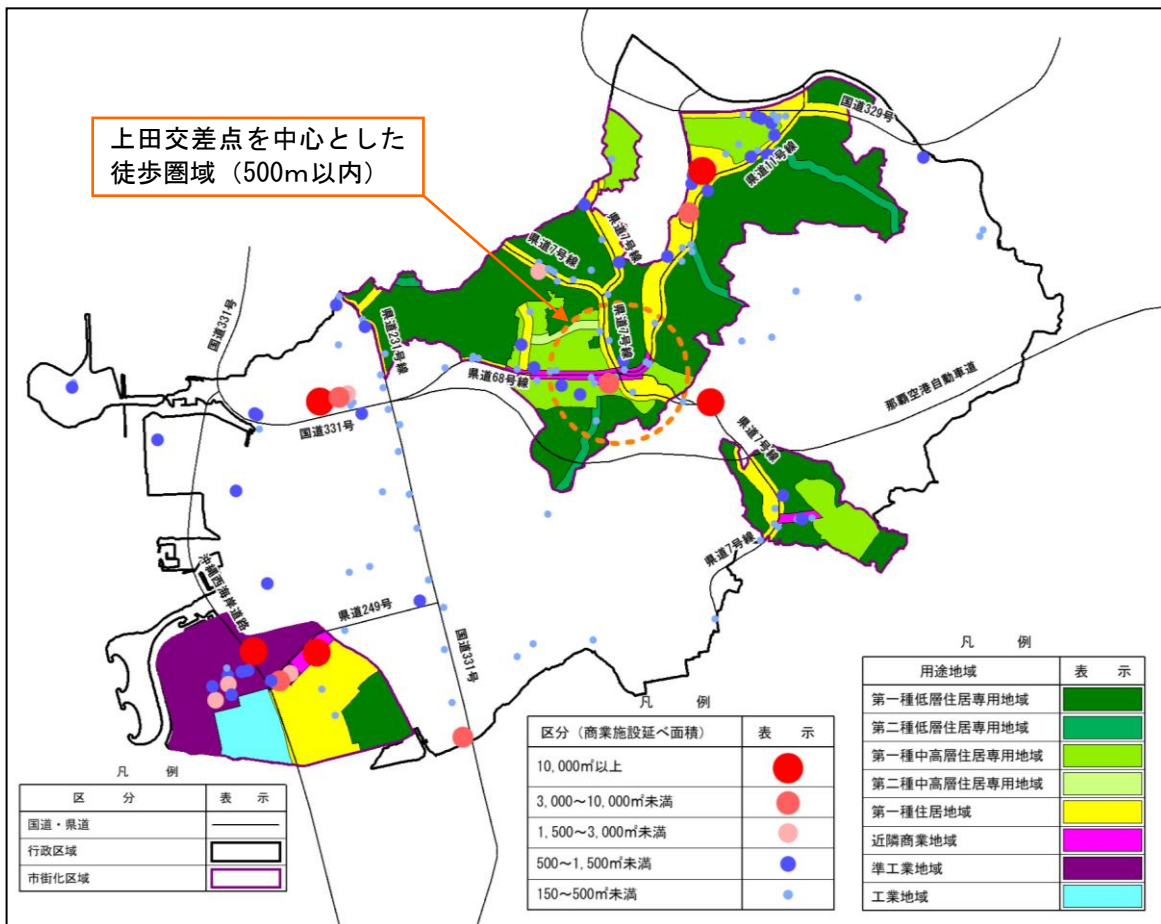 上田交差点を中心とした
徒歩圏域（500ｍ以内）
国道329号
県道11号線
県道7号線
県道7号線
国道331号
県道231号線
県道7号線
県道68号線
那覇空港自動車道
国道331号
県道7号線
県道7号線
沖縄西海岸道路
県道249号
国道331号
凡　例
区　分　表　示
国道・県道
行政区域
市街化区域
凡　例
区分（商業施設延べ面積）　表　示
10,000㎡以上
3,000～10,000㎡未満
1,500～3,000㎡未満
500～1,500㎡未満
150～500㎡未満
凡　例
用途地域　表　示
第一種低層住居専用地域
第二種低層住居専用地域
第一種中高層住居専用地域
第二種中高層住居専用地域
第一種住居地域
近隣商業地域
準工業地域
工業地域